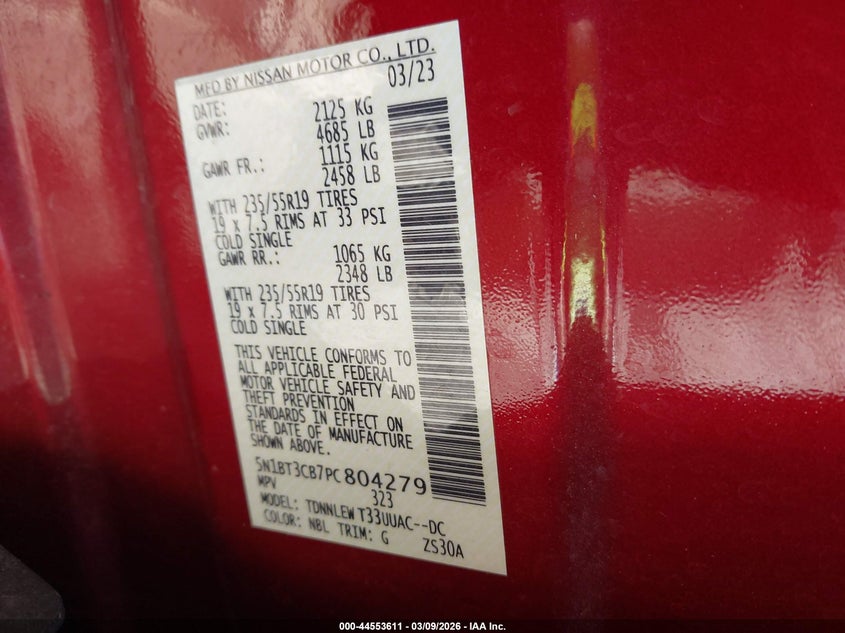 MFD BY NISSAN MOTOR CO., LTD.
DATE: 03/23
GVWR: 2125 KG
4685 LB
GAWR FR.: 1115 KG
2458 LB
WITH 235/55R19 TIRES
19 x 7.5 RIMS AT 33 PSI
COLD SINGLE
GAWR RR.: 1065 KG
2348 LB
WITH 235/55R19 TIRES
19 x 7.5 RIMS AT 30 PSI
COLD SINGLE
THIS VEHICLE CONFORMS TO
ALL APPLICABLE FEDERAL
MOTOR VEHICLE SAFETY AND
THEFT PREVENTION
STANDARDS IN EFFECT ON
THE DATE OF MANUFACTURE
SHOWN ABOVE.
5N1BT3CB7PC804279
MPV 323
MODEL: TDNNLEW T33UUAC--DC
COLOR: NBL TRIM: G ZS30A
000-44553611 - 03/09/2026 - IAA Inc.